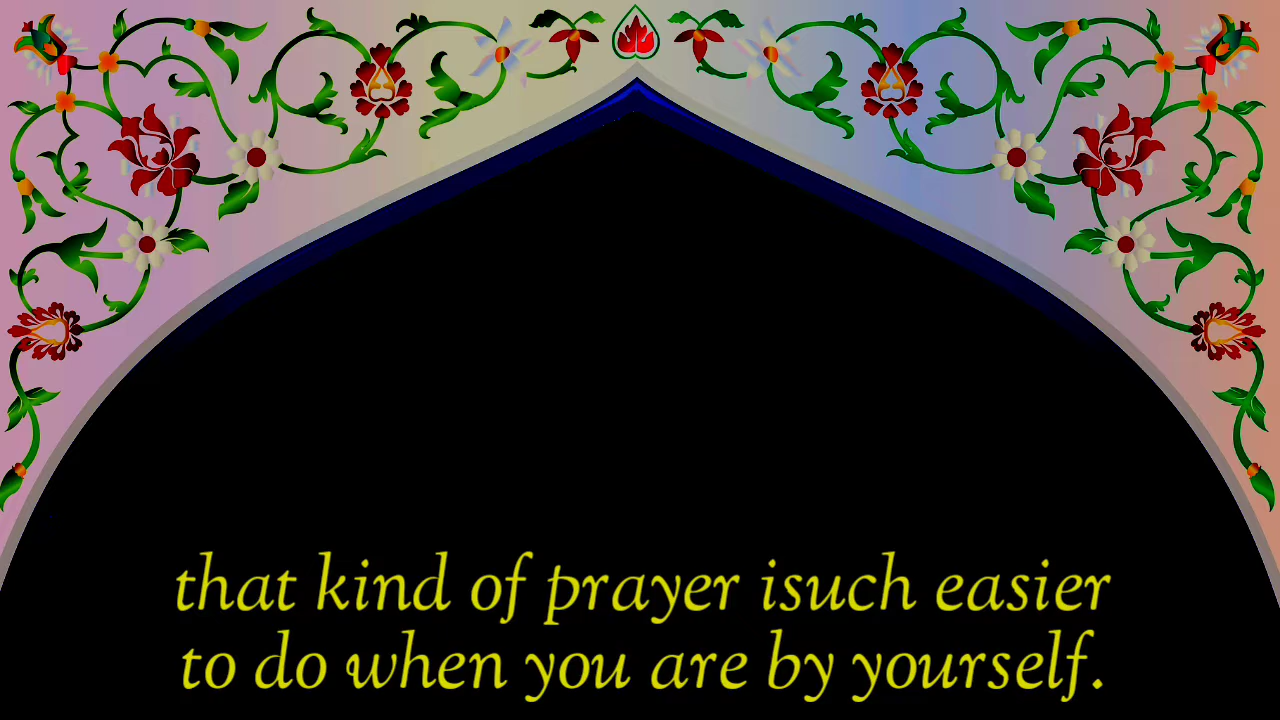 that kind of prayer isuch easier
to do when you are by yourself.